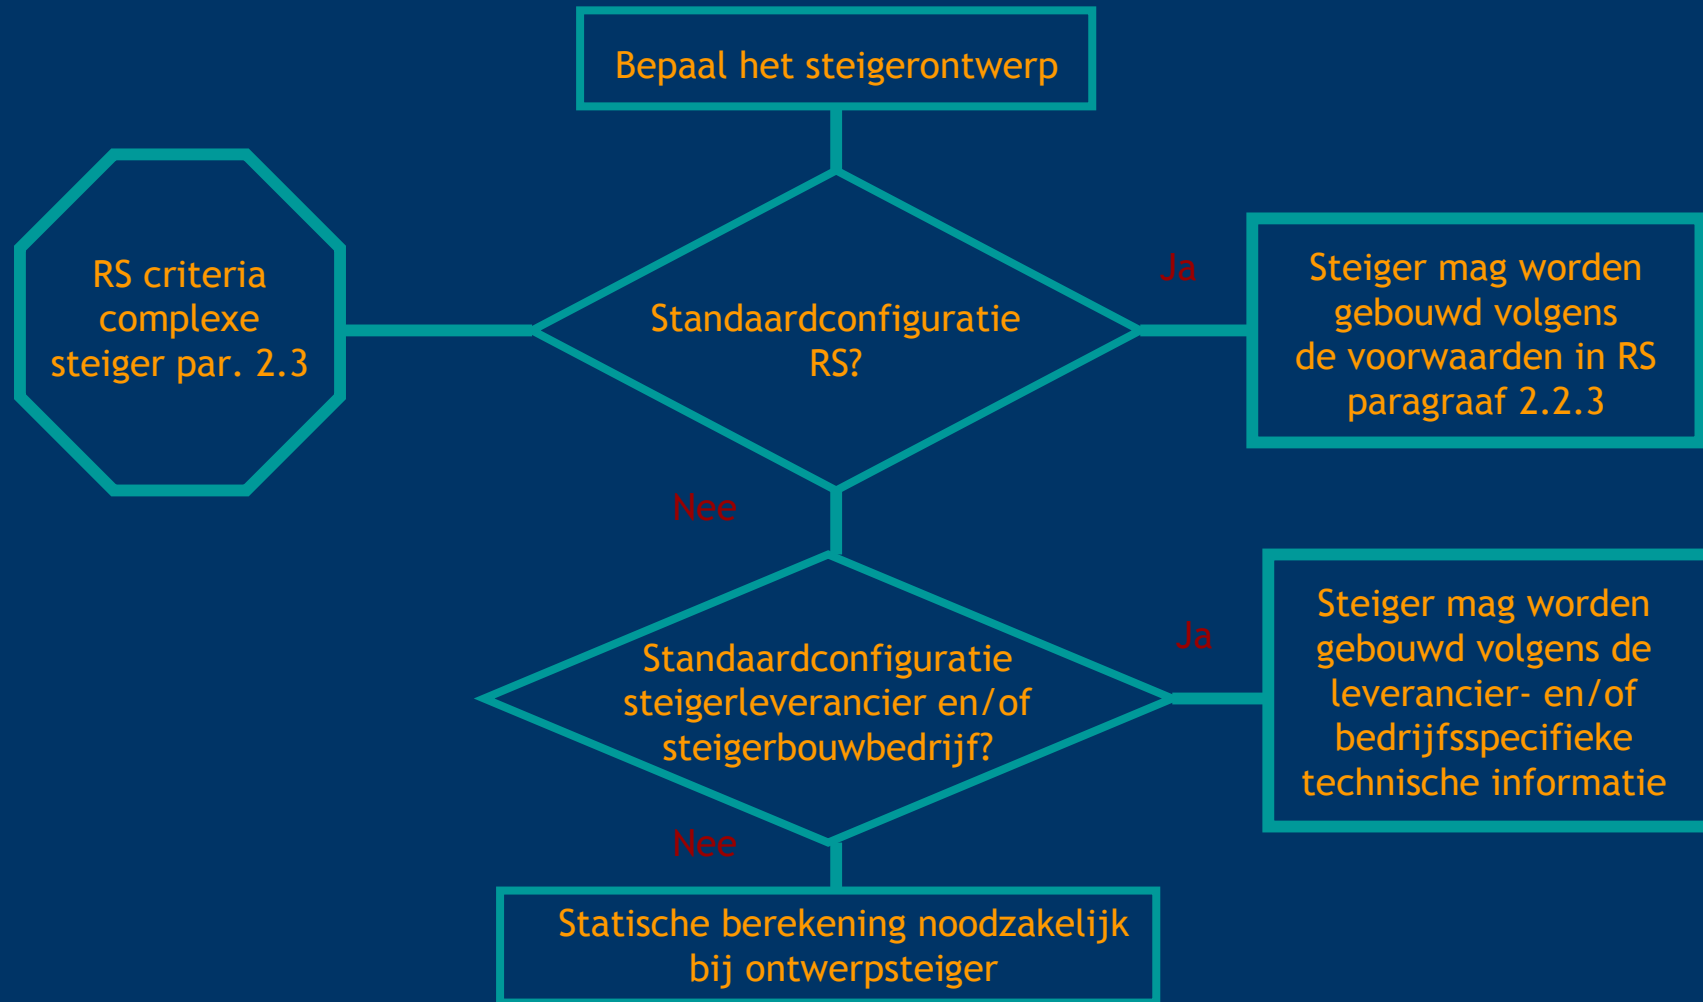 Bepaal het steigerontwerp
RS criteria
complexe
steiger par. 2.3
Standaardconfiguratie
RS?
Ja
Steiger mag worden
gebouwd volgens
de voorwaarden in RS
paragraaf 2.2.3
Nee
Standaardconfiguratie
steigerleverancier en/of
steigerbouwbedrijf?
Ja
Steiger mag worden
gebouwd volgens de
leverancier- en/of
bedrijfsspecifieke
technische informatie
Nee
Statische berekening noodzakelijk
bij ontwerpsteiger